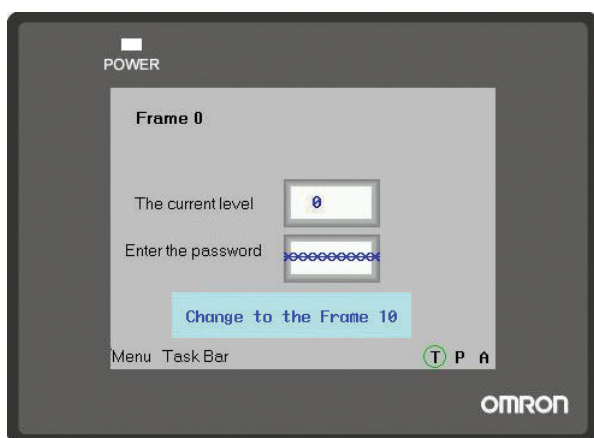 POWER
Frame 0
The current level 0
Enter the password xxxxxxxxxxx
Change to the Frame 10
Menu Task Bar T P A
OMRON